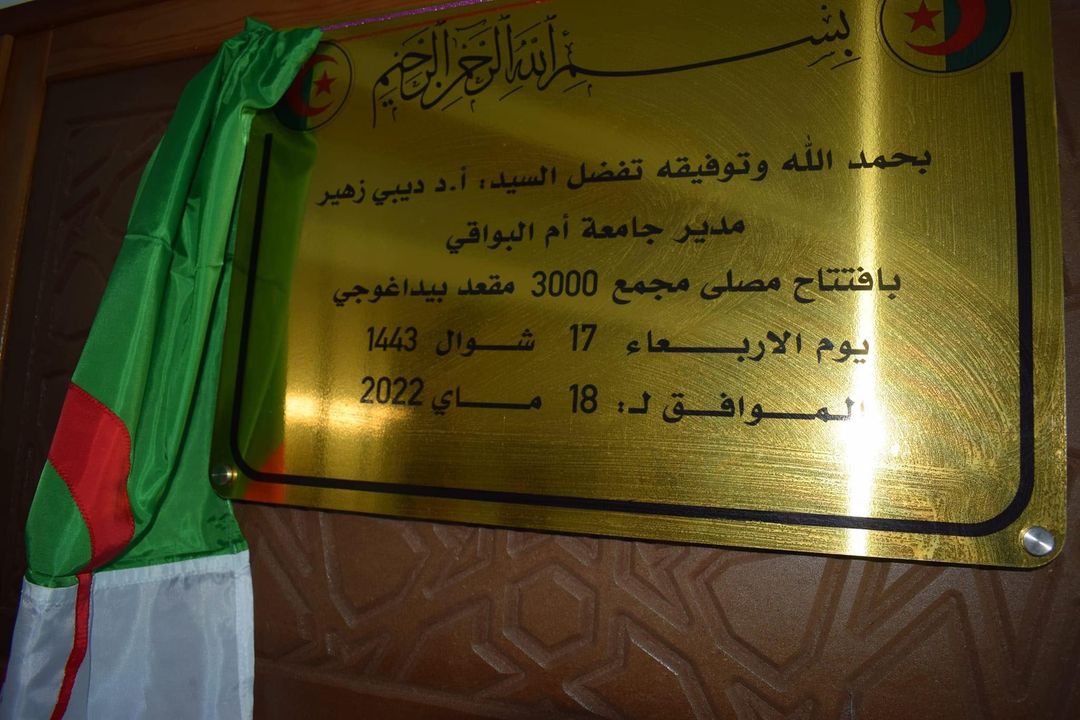 بسم الله الرحمن الرحيم
بحمد الله وتوفيقه تفضل السيد: أ.د ديبي زهير
مدير جامعة أم البواقي
بافتتاح مصلى مجمع 3000 مقعد بيداغوجي
يوم الاربعاء 17 شوال 1443
الموافق لـ: 18 ماي 2022